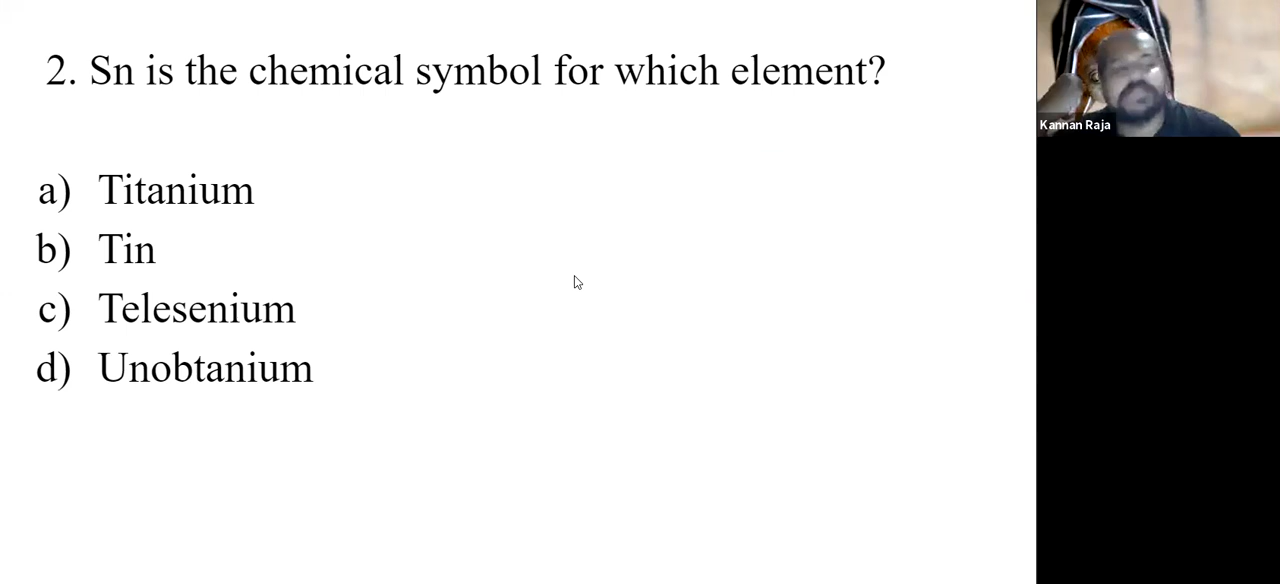 2. Sn is the chemical symbol for which element?
a) Titanium
b) Tin
c) Telesenium
d) Unobtanium
Kannan Raja